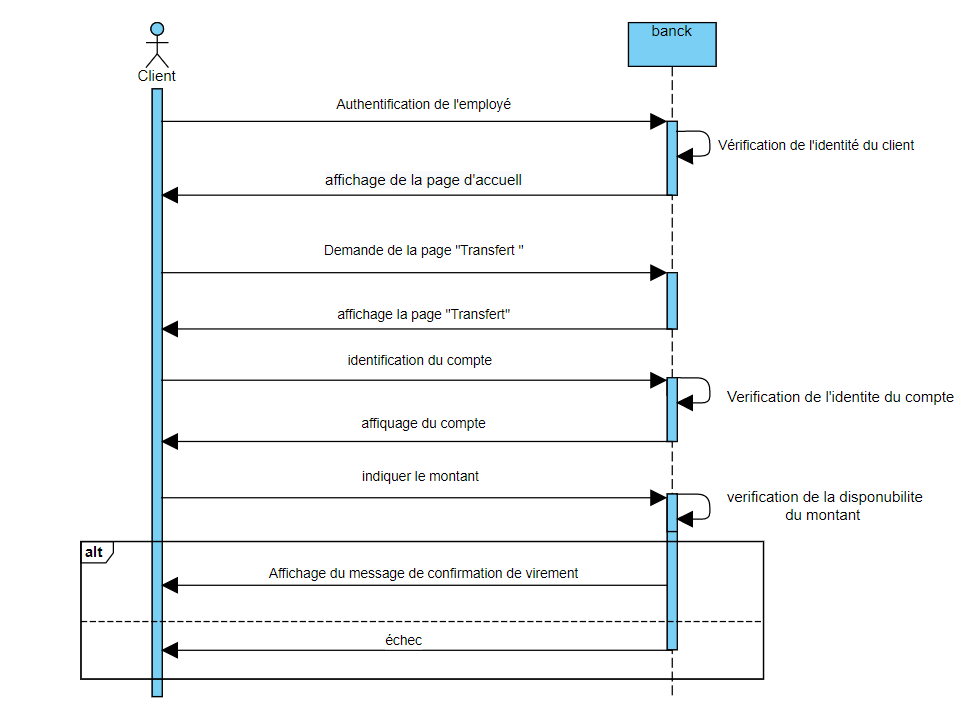 banck
Client
Authentification de l'employé
Vérification de l'identité du client
affichage de la page d'accuell
Demande de la page "Transfert "
affichage la page "Transfert"
identification du compte
Verification de l'identite du compte
affiquage du compte
indiquer le montant
verification de la disponubilite
du montant
alt
Affichage du message de confirmation de virement
échec